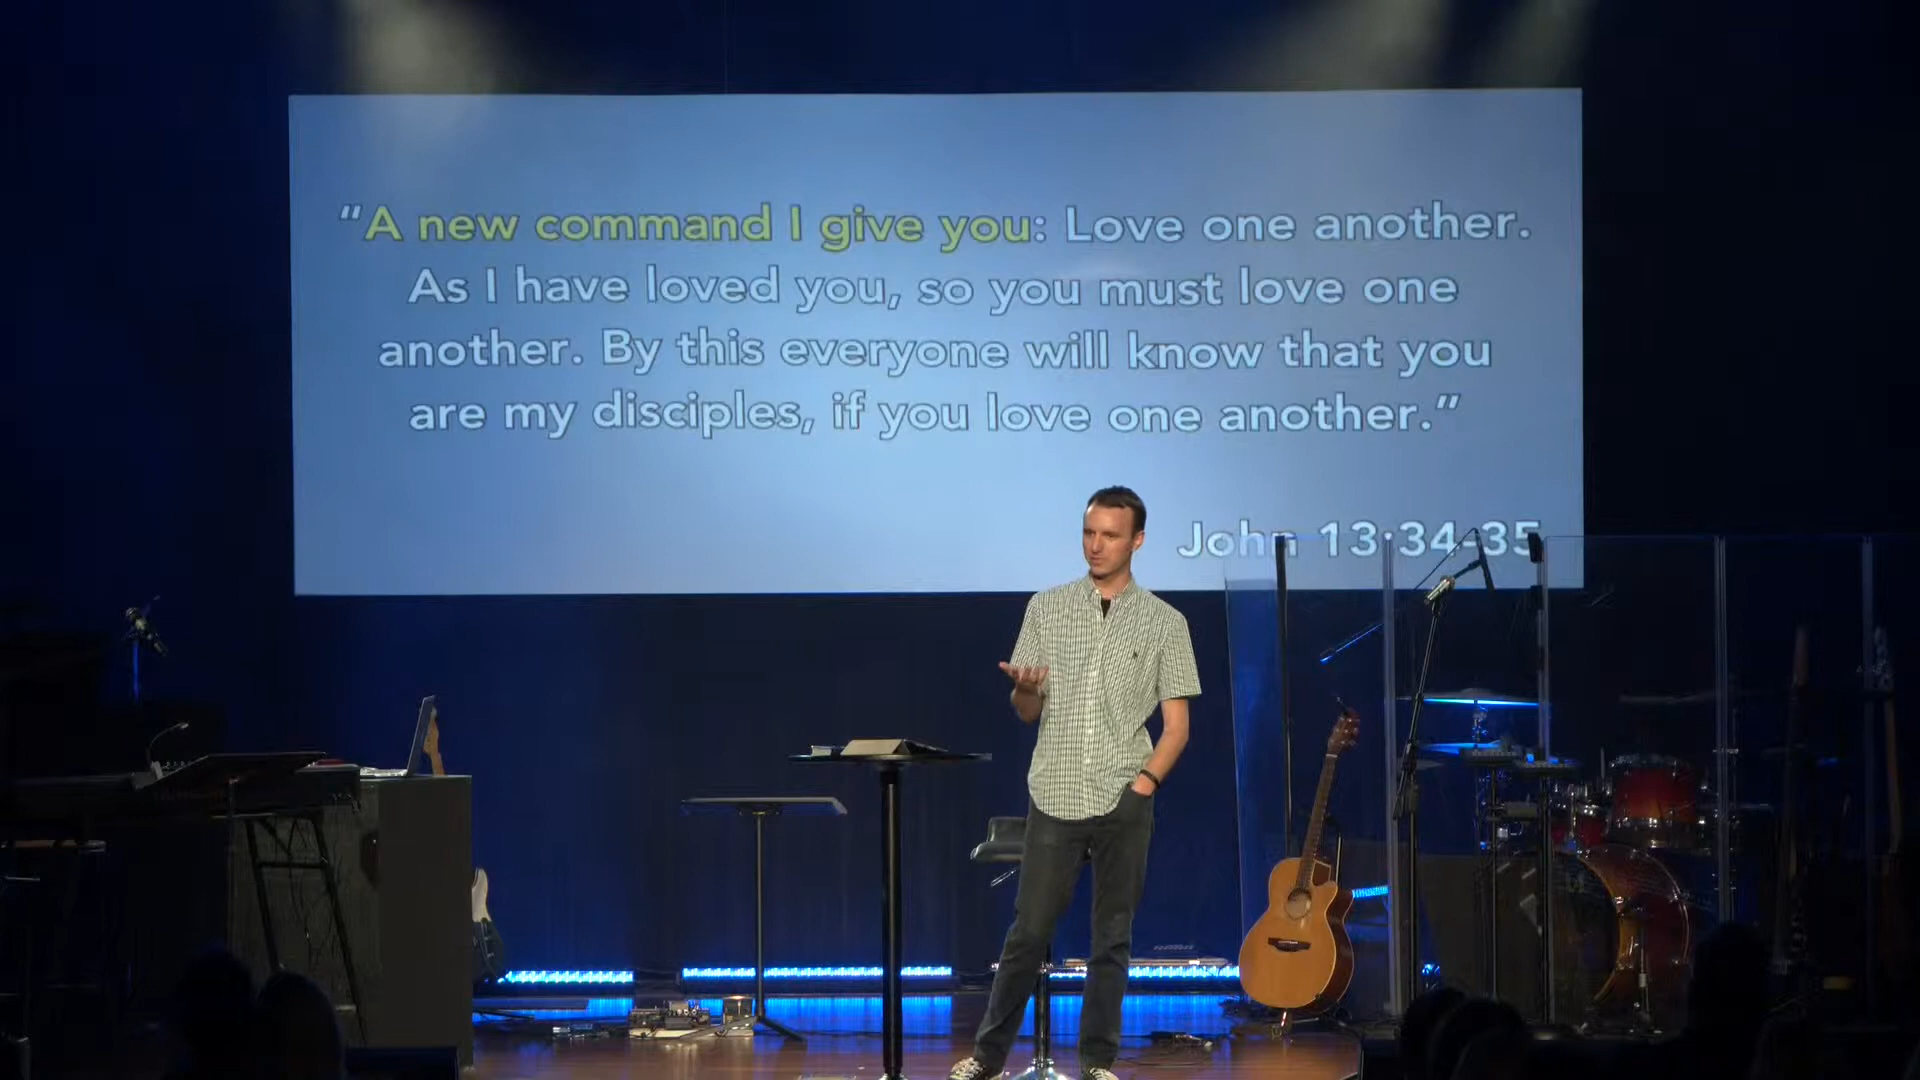 “A new command I give you: Love one another.
As I have loved you, so you must love one
another. By this everyone will know that you
are my disciples, if you love one another.”
John 13:34-35